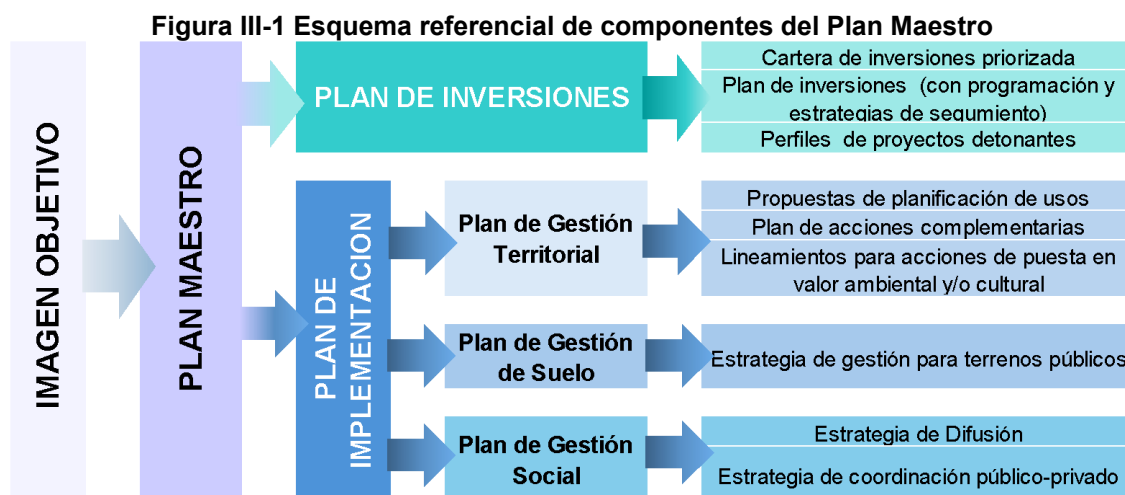 Figura III-1 Esquema referencial de componentes del Plan Maestro
IMAGEN OBJETIVO
PLAN MAESTRO
PLAN DE INVERSIONES
Cartera de inversiones priorizada
Plan de inversiones (con programación y
estrategias de seguimiento)
Perfiles de proyectos detonantes
PLAN DE
IMPLEMENTACION
Plan de Gestión
Territorial
Propuestas de planificación de usos
Plan de acciones complementarias
Lineamientos para acciones de puesta en
valor ambiental y/o cultural
Plan de Gestión
de Suelo
Estrategia de gestión para terrenos públicos
Plan de Gestión
Social
Estrategia de Difusión
Estrategia de coordinación público-privado